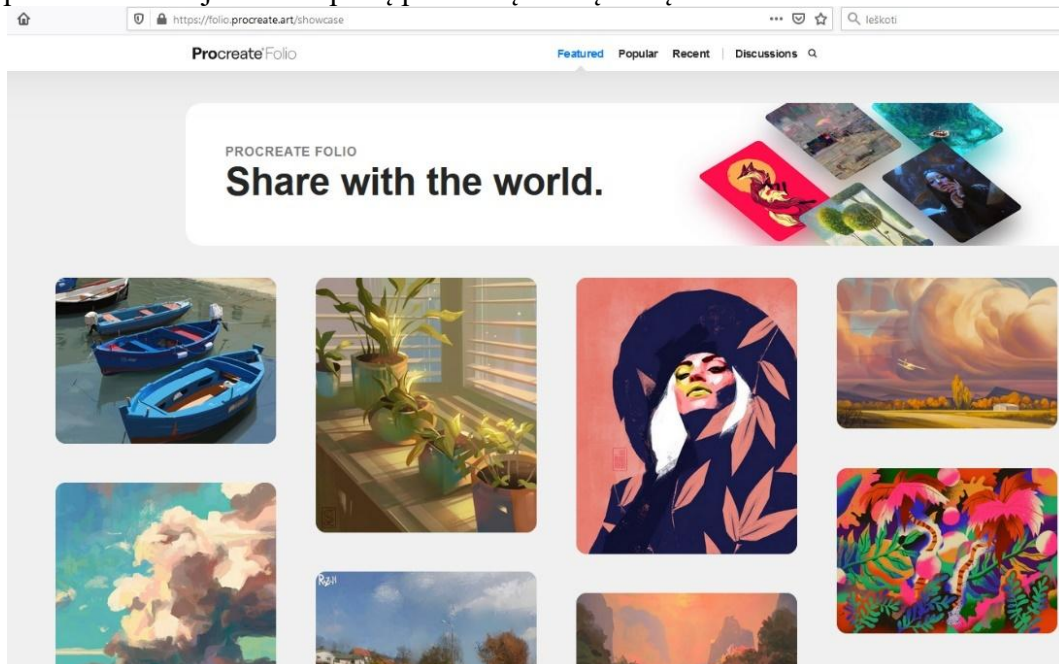 https://folio.procreate.art/showcase
Ieškoti
Procreate® Folio
Featured Popular Recent Discussions
PROCREATE FOLIO
Share with the world.